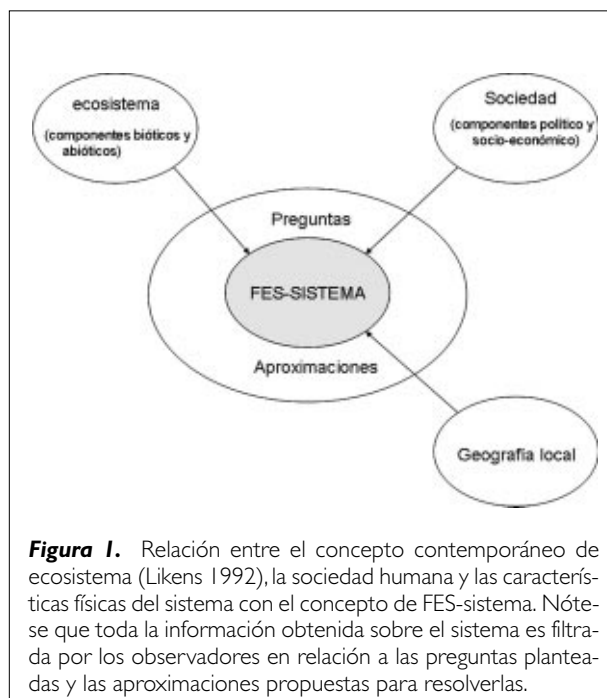 ecosistema
(componentes bióticos y
abióticos)
Sociedad
(componentes político y
socio-económico)
Preguntas
FES-SISTEMA
Aproximaciones
Geografía local
Figura 1. Relación entre el concepto contemporáneo de
ecosistema (Likens 1992), la sociedad humana y las caracterís-
ticas físicas del sistema con el concepto de FES-sistema. Nóte-
se que toda la información obtenida sobre el sistema es filtra-
da por los observadores en relación a las preguntas plantea-
das y las aproximaciones propuestas para resolverlas.